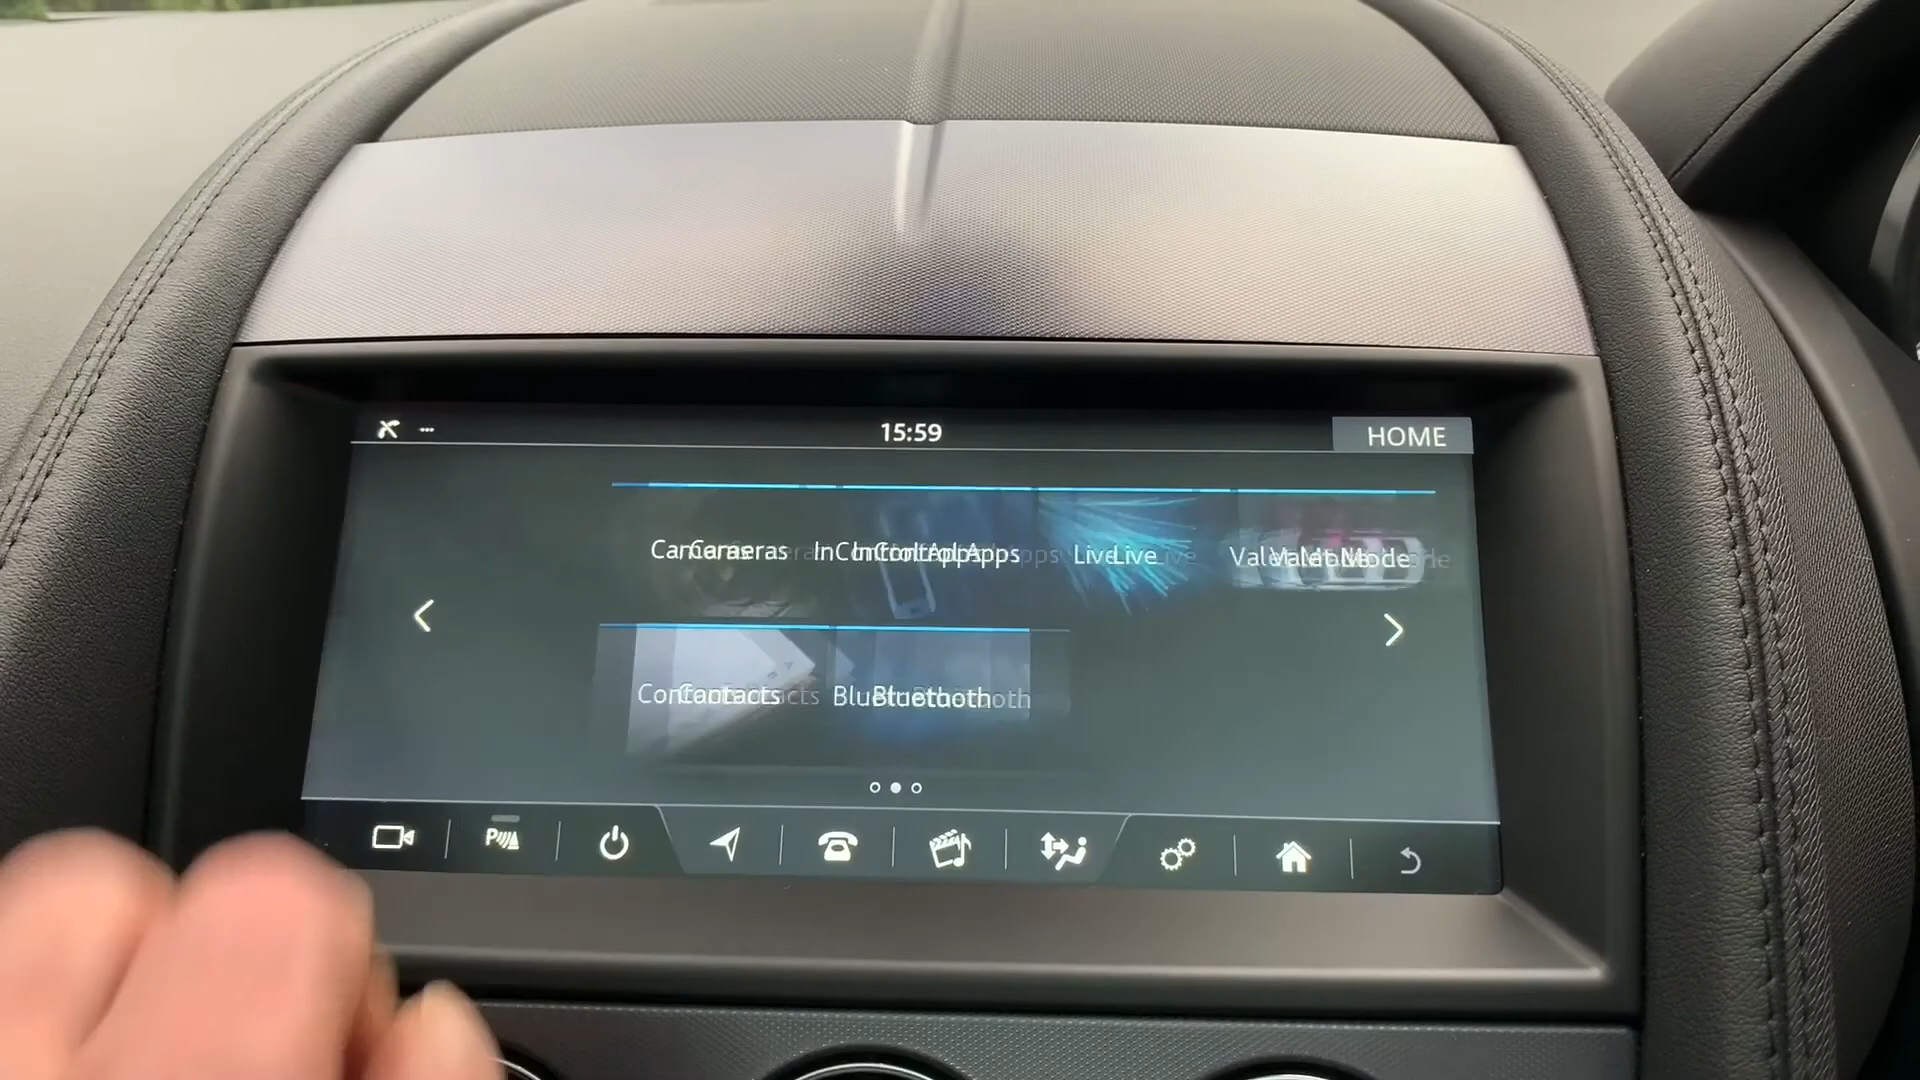 15:59
HOME
Cameras
InControl Apps
Live
Valet Mode
Contacts
Bluetooth
P